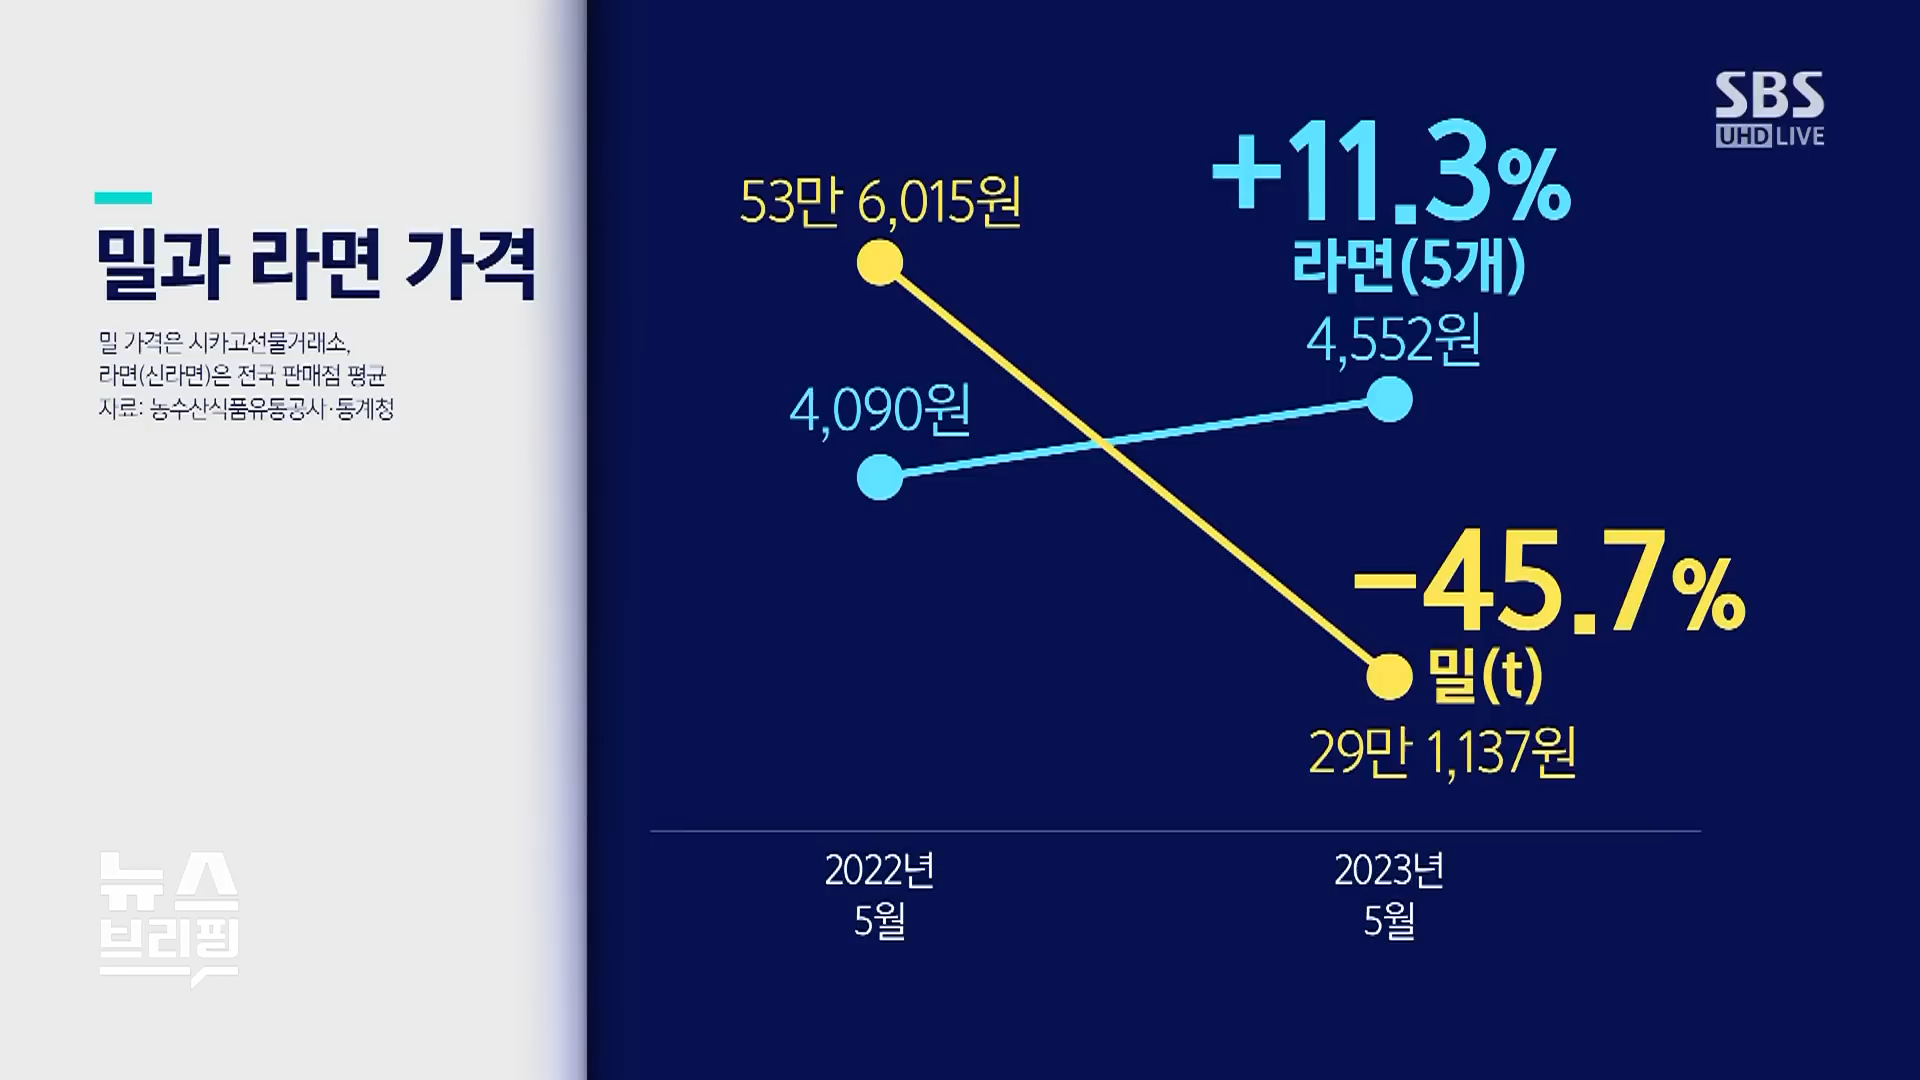 밀과 라면 가격
밀 가격은 시카고선물거래소,
라면(신라면)은 전국 판매점 평균
자료: 농수산식품유통공사·통계청
뉴스
브리핑
SBS
UHD LIVE
53만 6,015원
+11.3%
라면(5개)
4,552원
4,090원
-45.7%
밀(t)
29만 1,137원
2022년
5월
2023년
5월